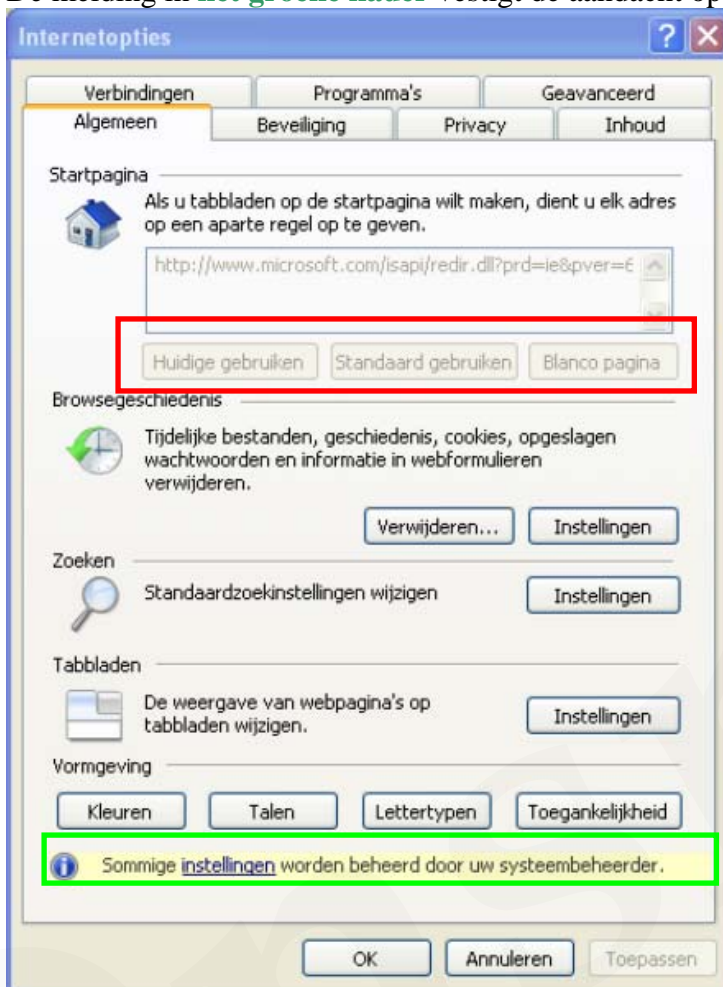 De melding in het groene kader vestigt de aandacht op
Internetopties
Verbindingen Programma's Geavanceerd
Algemeen Beveiliging Privacy Inhoud
Startpagina
Als u tabbladen op de startpagina wilt maken, dient u elk adres
op een aparte regel op te geven.
http://www.microsoft.com/isapi/redir.dll?prd=ie&pver=6
Huidige gebruiken Standaard gebruiken Blanco pagina
Browsegeschiedenis
Tijdelijke bestanden, geschiedenis, cookies, opgeslagen
wachtwoorden en informatie in webformulieren
verwijderen.
Verwijderen... Instellingen
Zoeken
Standaardzoekinstellingen wijzigen Instellingen
Tabbladen
De weergave van webpagina's op
tabbladen wijzigen.
Instellingen
Vormgeving
Kleuren Talen Lettertypen Toegankelijkheid
Sommige instellingen worden beheerd door uw systeembeheerder.
OK Annuleren Toepassen